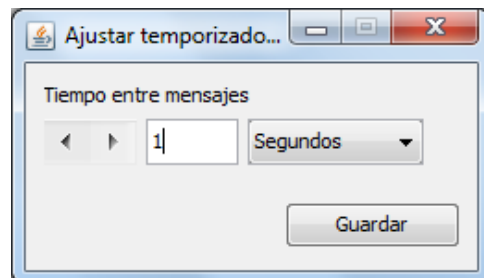 Ajustar temporizado...
Tiempo entre mensajes
1 Segundos
Guardar